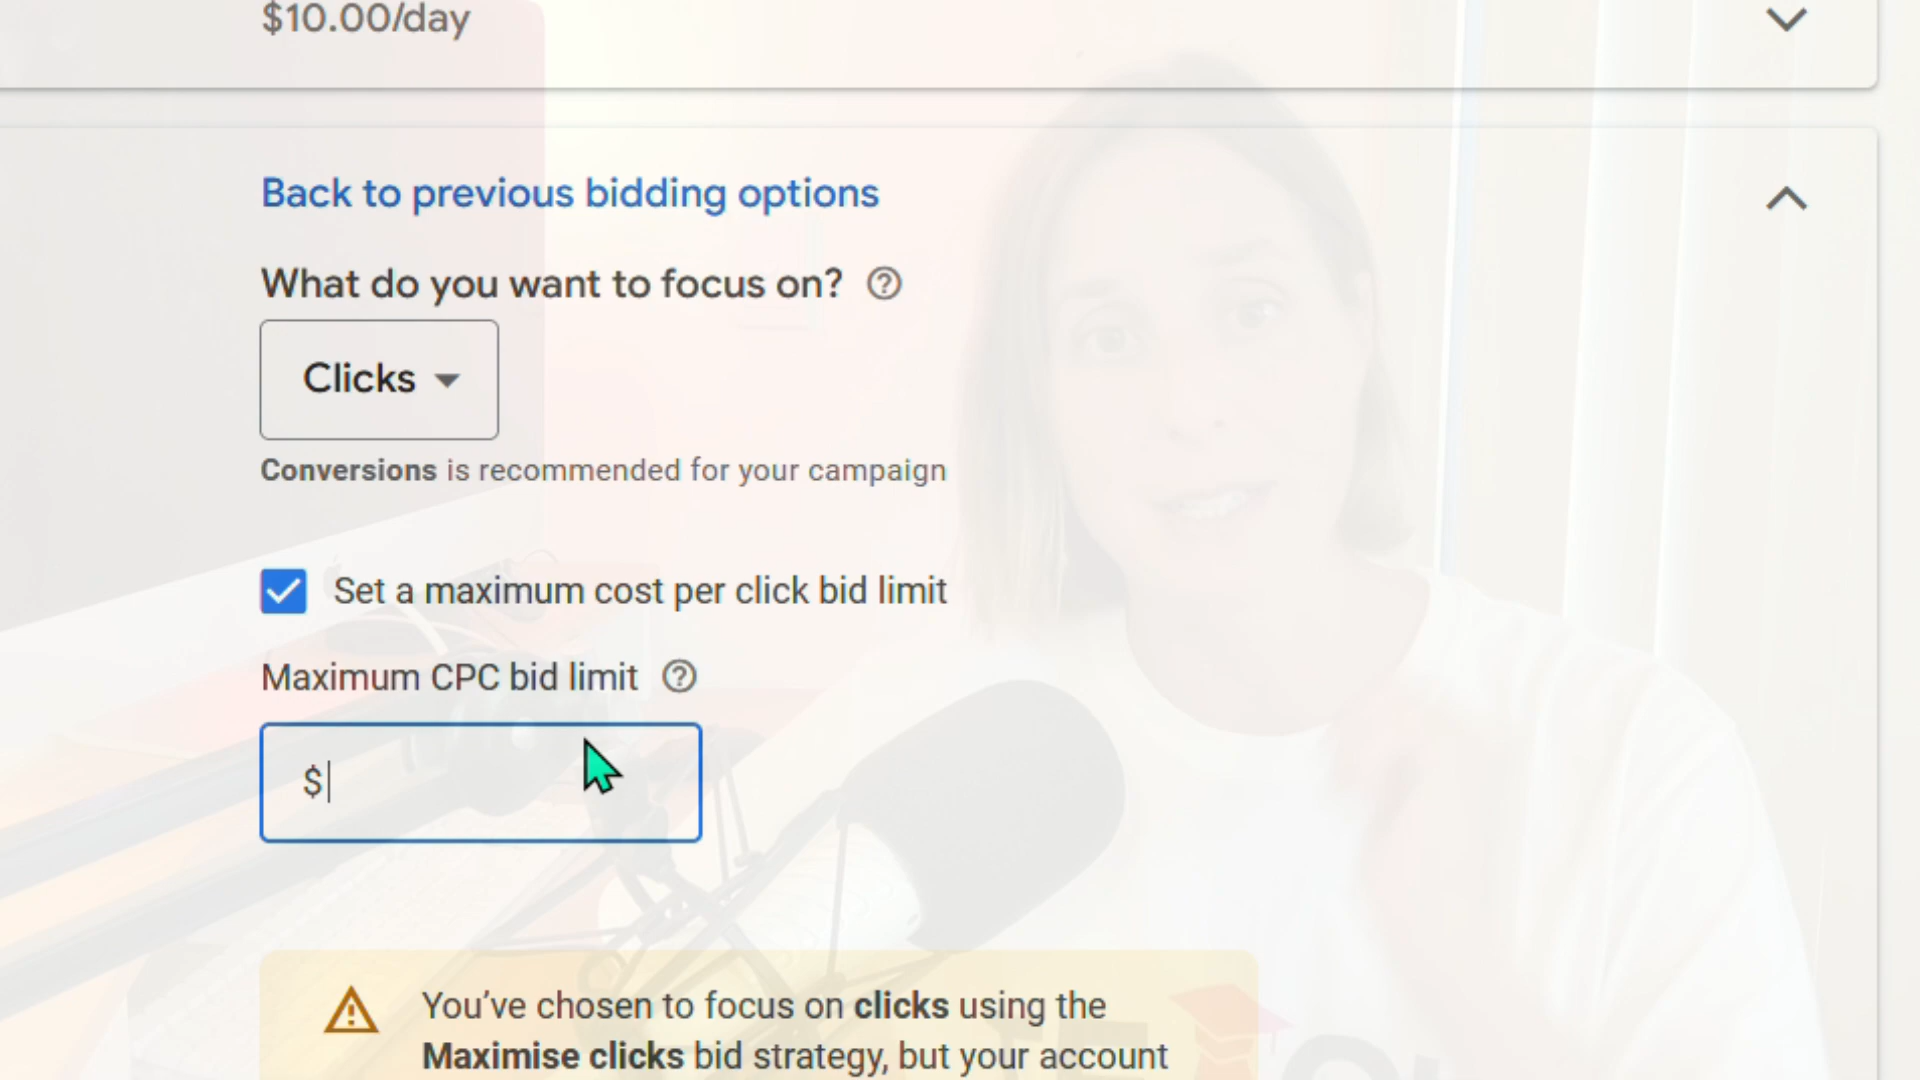 $10.00/day
Back to previous bidding options
What do you want to focus on?
Clicks
Conversions is recommended for your campaign
Set a maximum cost per click bid limit
Maximum CPC bid limit
$
You've chosen to focus on clicks using the
Maximise clicks bid strategy, but your account